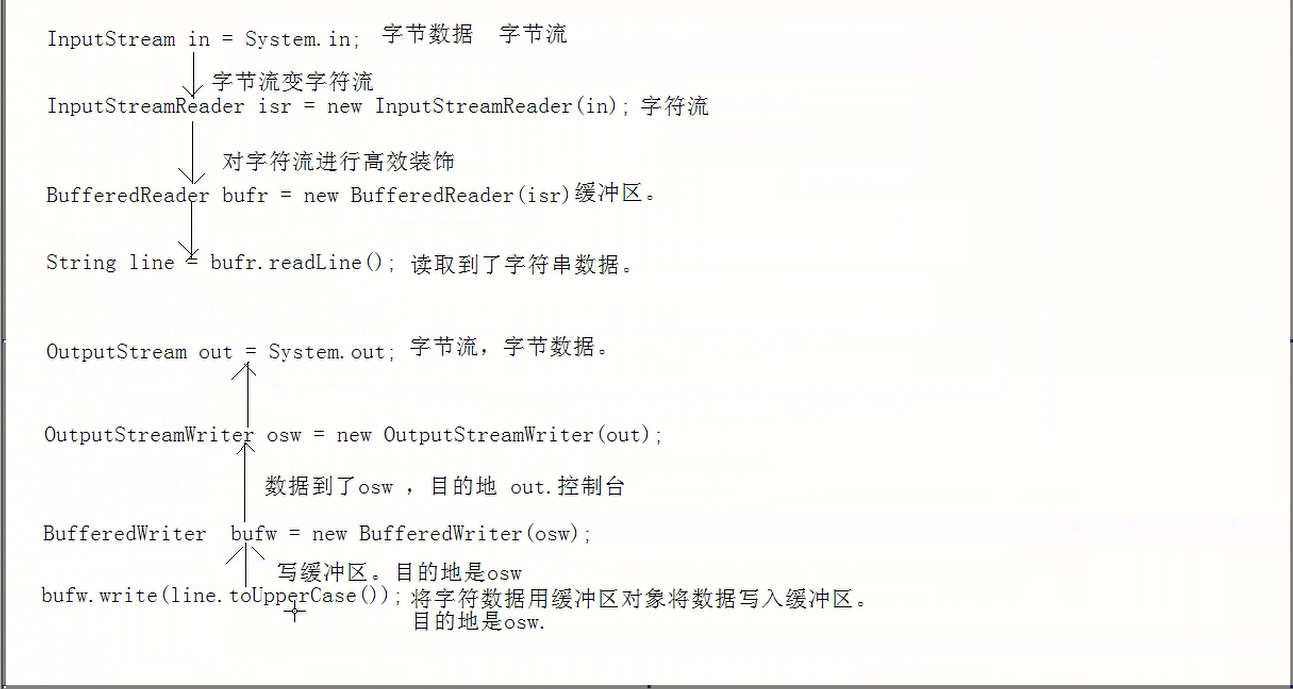 InputStream in = System.in; 字节数据 字节流
字节流变字符流
InputStreamReader isr = new InputStreamReader(in); 字符流
对字符流进行高效装饰
BufferedReader bufr = new BufferedReader(isr)缓冲区。
String line = bufr.readLine(); 读取到了字符串数据。
OutputStream out = System.out; 字节流，字节数据。
OutputStreamWriter osw = new OutputStreamWriter(out);
数据到了osw ，目的地 out.控制台
BufferedWriter bufw = new BufferedWriter(osw);
写缓冲区。目的地是osw
bufw.write(line.toUpperCase()); 将字符数据用缓冲区对象将数据写入缓冲区。
目的地是osw.